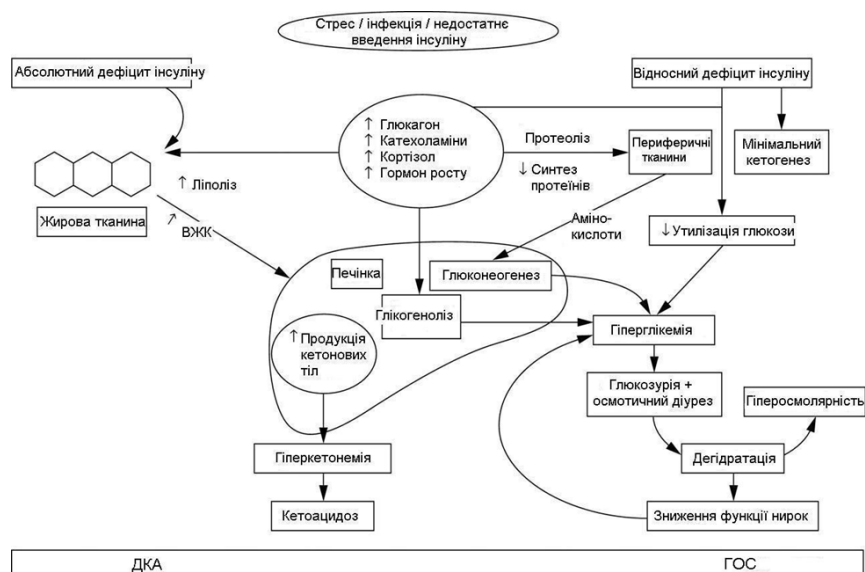 Стрес / інфекція / недостатнє
введення інсуліну
Абсолютний дефіцит інсуліну
Відносний дефіцит інсуліну
↑ Глюкагон
↑ Катехоламіни
↑ Кортізол
↑ Гормон росту
Протеоліз
↓ Синтез
протеїнів
Периферичні
тканини
Мінімальний
кетогенез
↑ Ліполіз
Жирова тканина
↑ ВЖК
Аміно-
кислоти
↓ Утилізація глюкози
Печінка
Глюконеогенез
Глікогеноліз
Гіперглікемія
↑ Продукція
кетонових
тіл
Глюкозурія +
осмотичний діурез
Гіперосмолярність
Гіперкетонемія
Дегідратація
Кетоацидоз
Зниження функції нирок
ДКА
ГОС